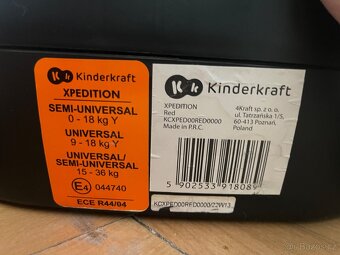 Kinderkraft
XPEDITION
SEMI-UNIVERSAL
0 - 18 kg Y
UNIVERSAL
9 - 18 kg Y
UNIVERSAL/
SEMI-UNIVERSAL
15 - 36 kg
E4 044740
ECE R44/04
Kinderkraft
XPEDITION
Red
KCXPED00RED0000
Made in P.R.C.
4Kraft sp. z o. o.
ul. Tatrzańska 1/5,
60-413 Poznań,
Poland
5 902533 918089
KCXPED00RED0000/22W13